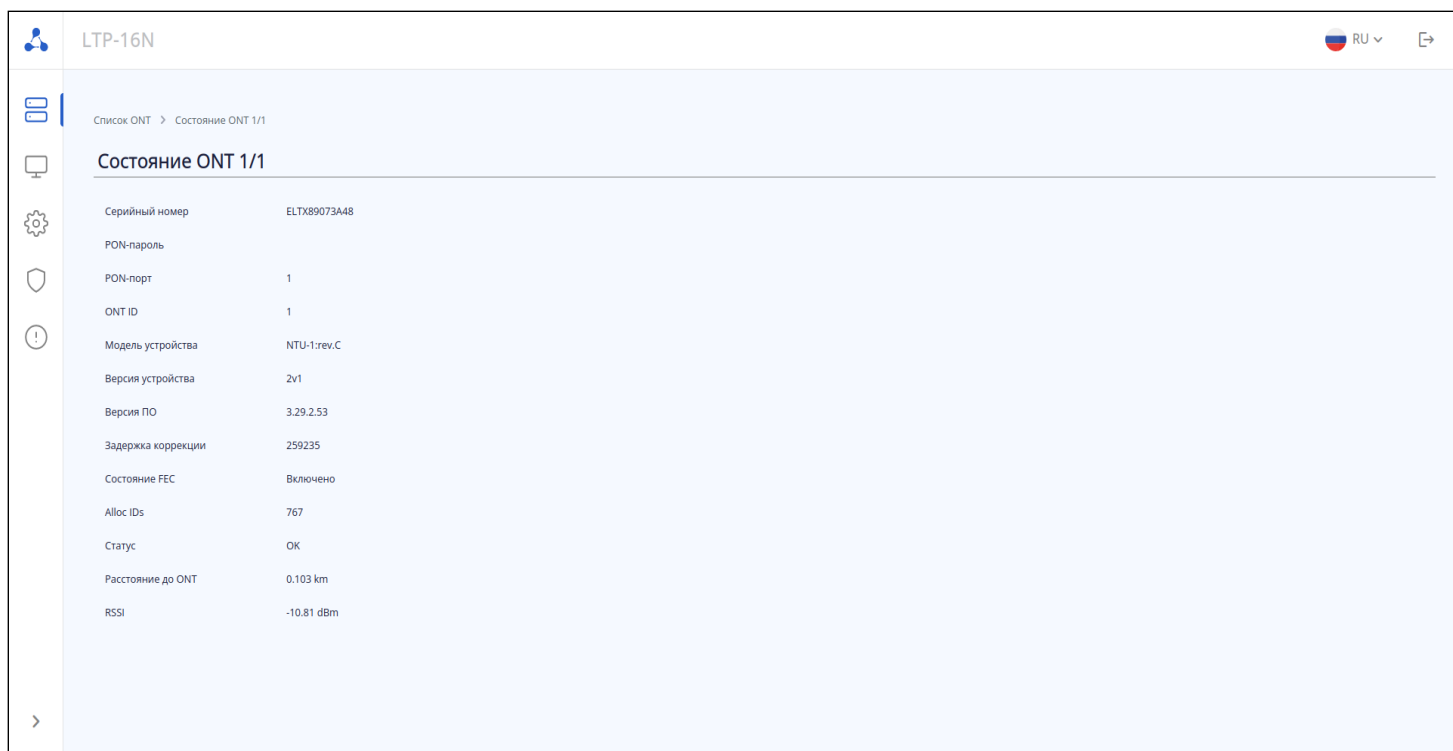 LTP-16N
RU
Список ONT > Состояние ONT 1/1
Состояние ONT 1/1
Серийный номер ELTX89073A48
PON-пароль
PON-порт 1
ONT ID 1
Модель устройства NTU-1:rev.C
Версия устройства 2v1
Версия ПО 3.29.2.53
Задержка коррекции 259235
Состояние FEC Включено
Alloc IDs 767
Статус OK
Расстояние до ONT 0.103 km
RSSI -10.81 dBm